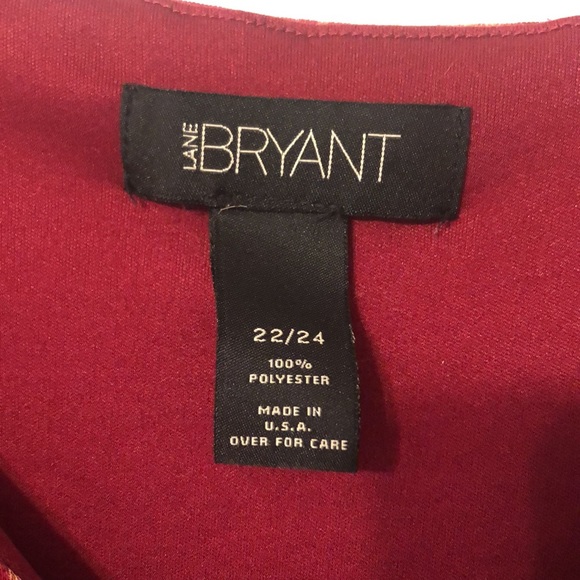 LANE BRYANT
22/24
100%
POLYESTER
MADE IN
U.S.A.
OVER FOR CARE